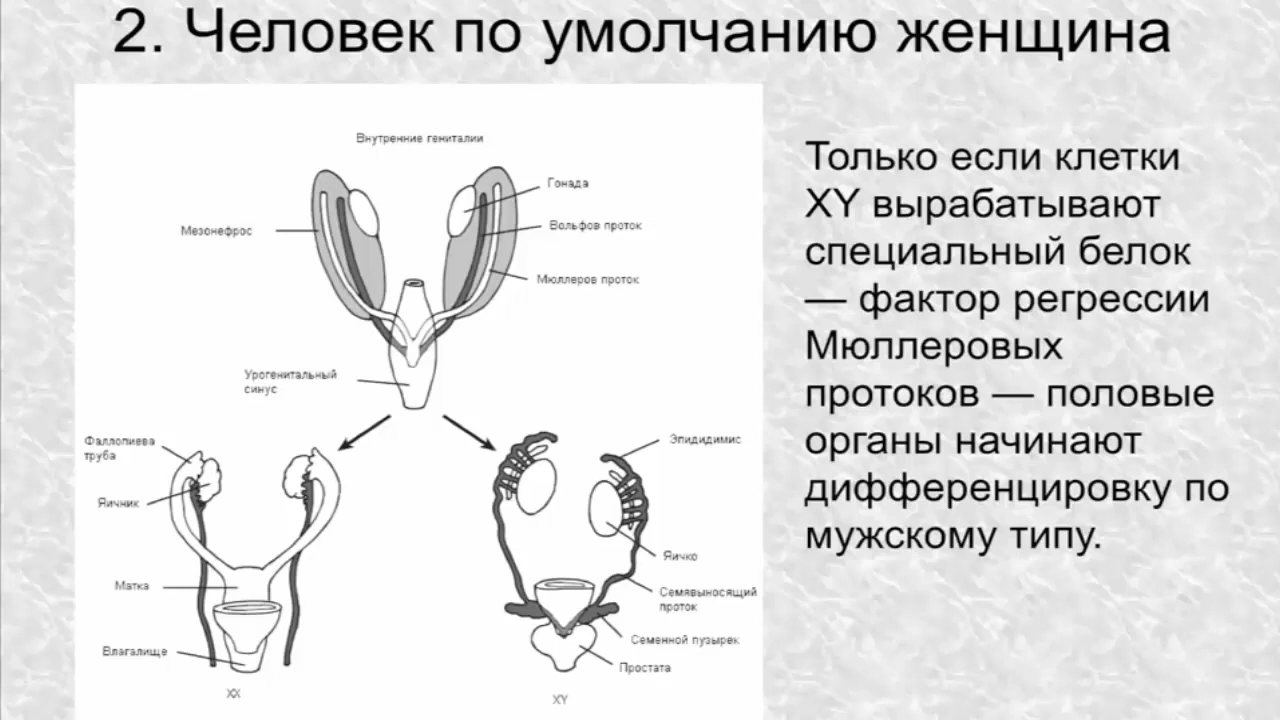 2. Человек по умолчанию женщина
Внутренние гениталии
Гонада
Вольфов проток
Мезонефрос
Мюллеров проток
Урогенитальный
синус
Фаллопиева
труба
Яичник
Матка
Влагалище
XX
Эпидидимис
Яичко
Семявыносящий
проток
Семенной пузырек
Простата
XY
Только если клетки
XY вырабатывают
специальный белок
— фактор регрессии
Мюллеровых
протоков — половые
органы начинают
дифференцировку по
мужскому типу.